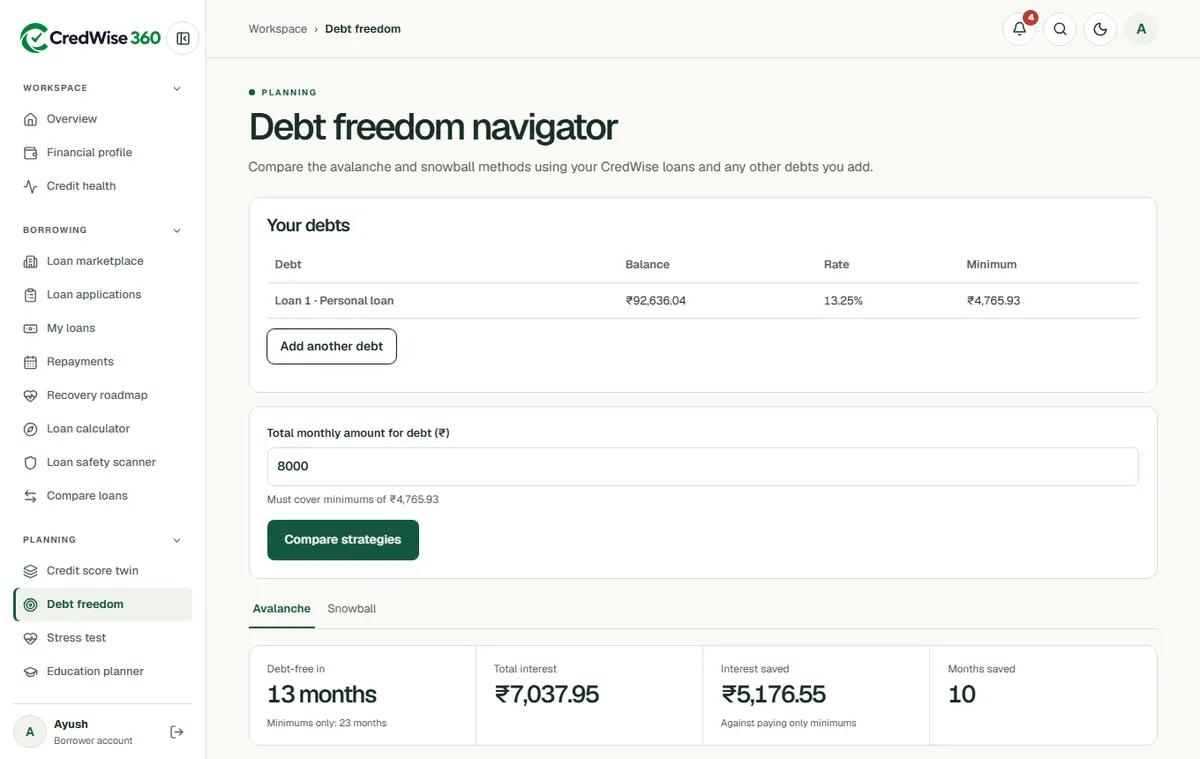 CredWise 360
WORKSPACE
Overview
Financial profile
Credit health
BORROWING
Loan marketplace
Loan applications
My loans
Repayments
Recovery roadmap
Loan calculator
Loan safety scanner
Compare loans
PLANNING
Credit score twin
Debt freedom
Stress test
Education planner
A
Ayush
Borrower account
Workspace › Debt freedom
4
A
PLANNING
Debt freedom navigator
Compare the avalanche and snowball methods using your CredWise loans and any other debts you add.
Your debts
Debt Balance Rate Minimum
Loan 1 · Personal loan ₹92,636.04 13.25% ₹4,765.93
Add another debt
Total monthly amount for debt (₹)
8000
Must cover minimums of ₹4,765.93
Compare strategies
Avalanche Snowball
Debt-free in Total interest Interest saved Months saved
13 months ₹7,037.95 ₹5,176.55 10
Minimums only: 23 months Against paying only minimums